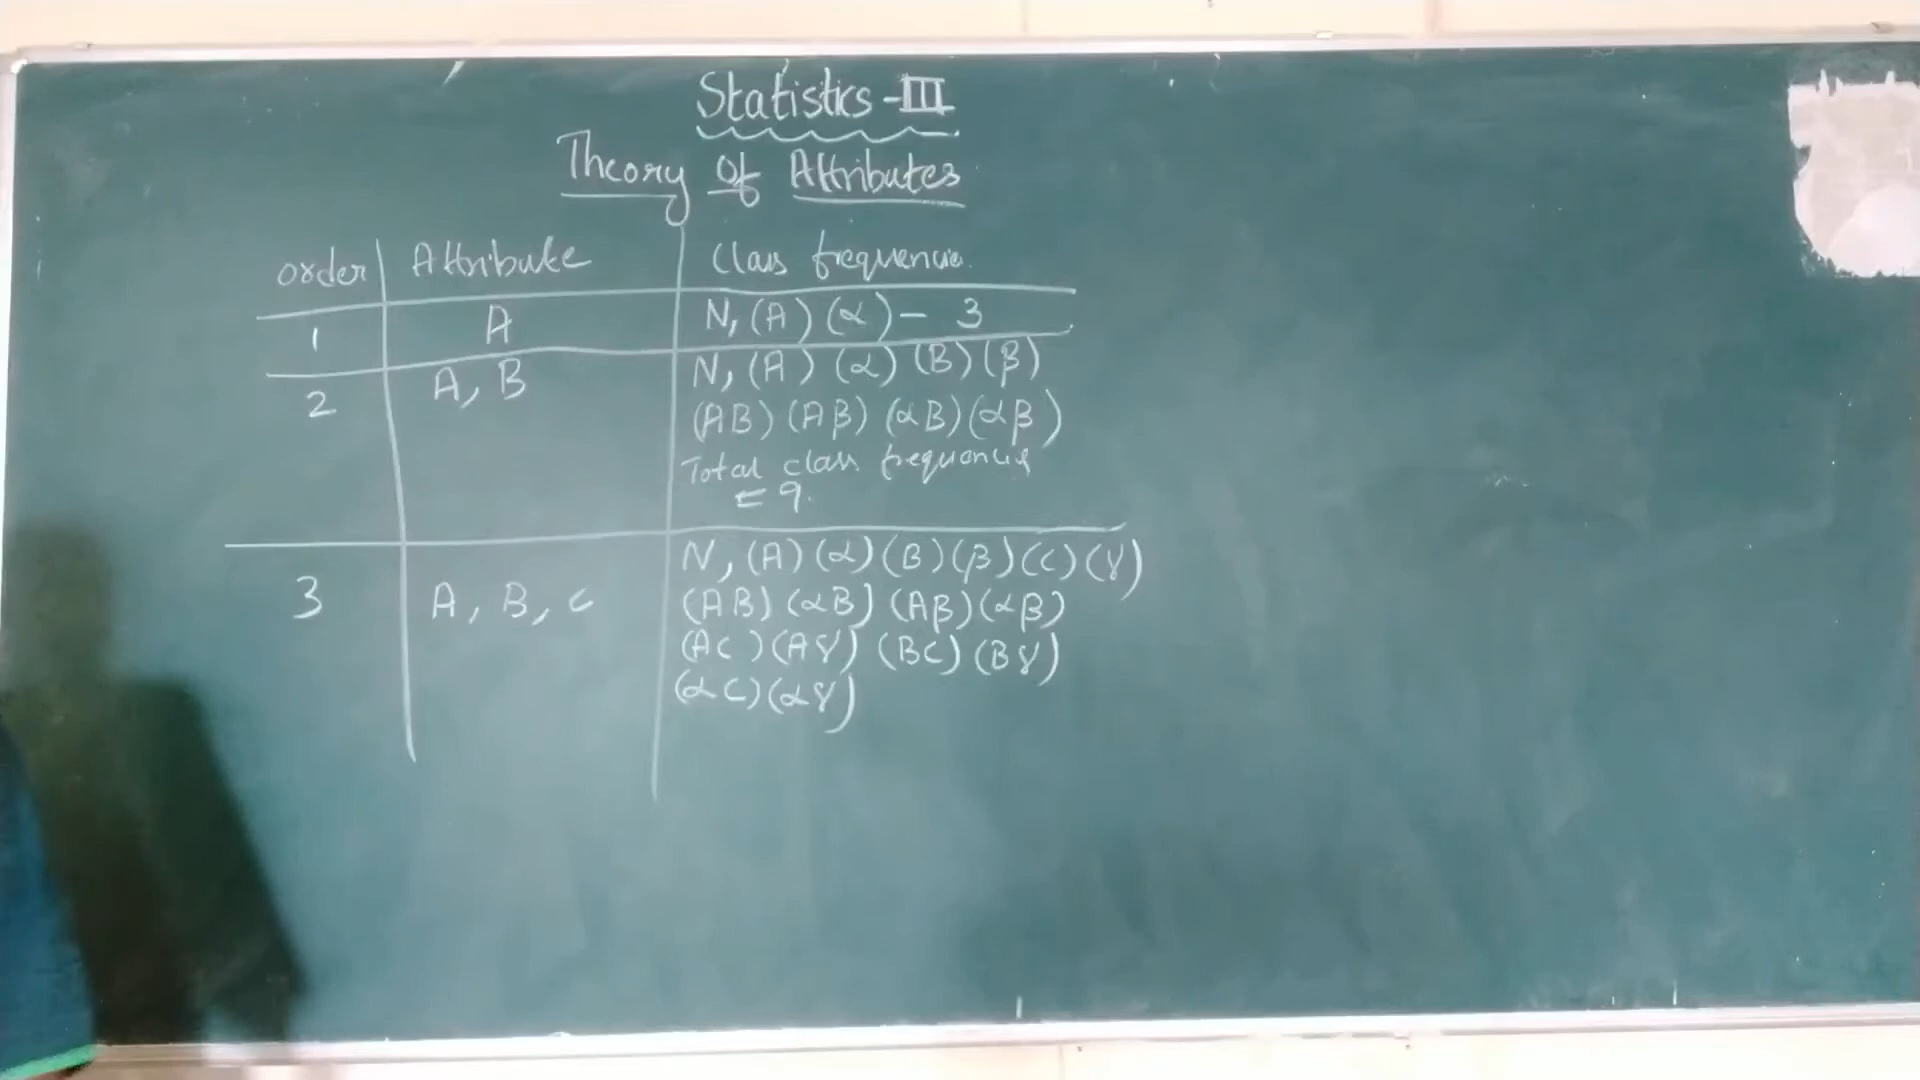 Statistics-III
Theory of Attributes
order Attribute Class frequencies.
1 A N, (A) (α) - 3
2 A, B N, (A) (α) (B) (β)
(AB) (Aβ) (αB) (αβ)
Total class frequencies
= 9.
3 A, B, C N, (A) (α) (B) (β) (C) (γ)
(AB) (αB) (Aβ) (αβ)
(AC) (Aγ) (BC) (Bγ)
(αC) (αγ)